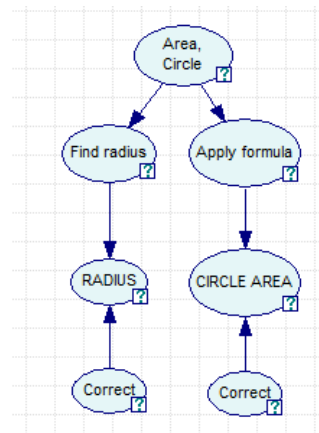 Area,
Circle
?
Find radius
?
Apply formula
?
RADIUS
?
CIRCLE AREA
?
Correct
?
Correct
?